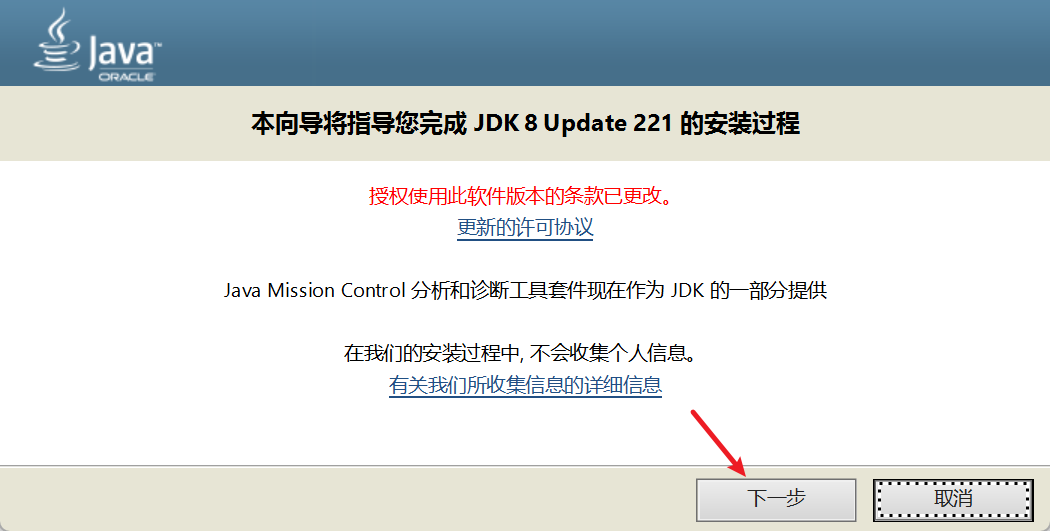 Java™
ORACLE
本向导将指导您完成 JDK 8 Update 221 的安装过程
授权使用此软件版本的条款已更改。
更新的许可协议
Java Mission Control 分析和诊断工具套件现在作为 JDK 的一部分提供
在我们的安装过程中, 不会收集个人信息。
有关我们所收集信息的详细信息
下一步
取消